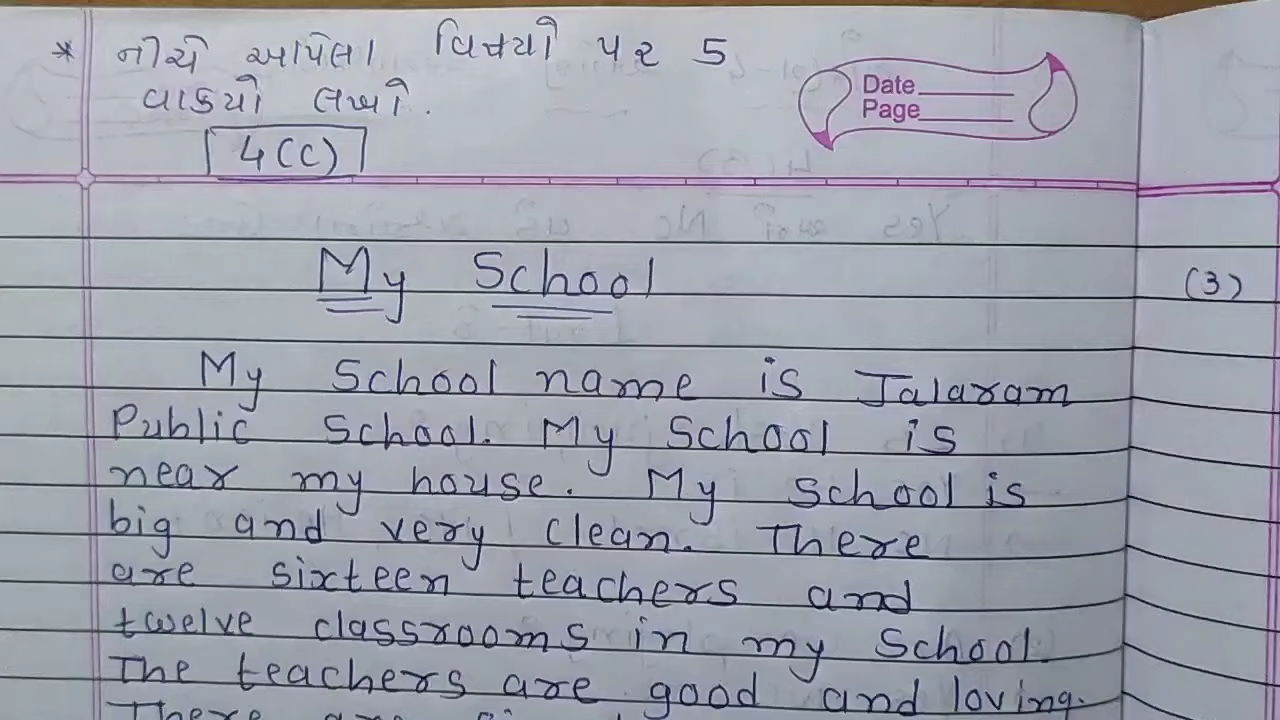 * નીચે આપેલા વિષયો પર 5
વાક્યો લખો.
Date
Page
4(C)
My School
(3)
My School name is Jalaram
Public School. My School is
near my house. My School is
big and very clean. There
are sixteen teachers and
twelve classrooms in my School.
The teachers are good and loving.
There are